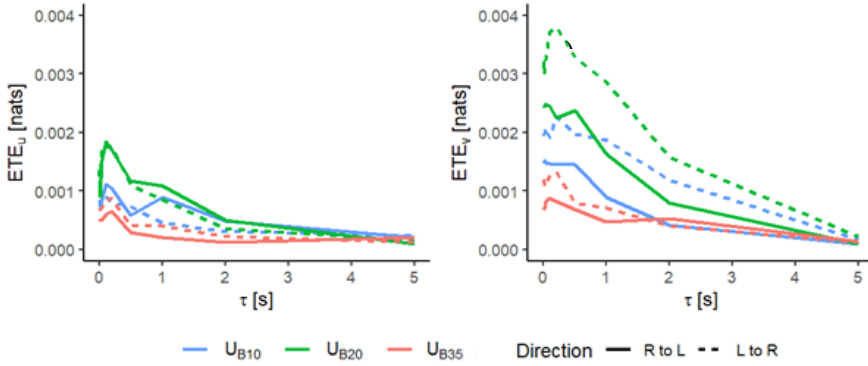 0.004
0.003
0.002
0.001
0.000
ETEu [nats]
0 1 2 3 4 5
τ [s]
0.004
0.003
0.002
0.001
0.000
ETEv [nats]
0 1 2 3 4 5
τ [s]
UB10 UB20 UB35 Direction R to L L to R